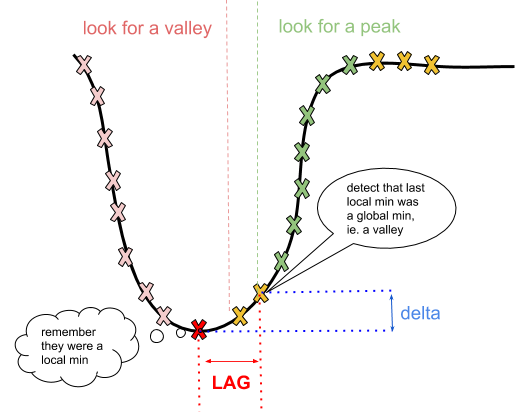 look for a valley
look for a peak
detect that last
local min was
a global min,
ie. a valley
remember
they were a
local min
delta
LAG